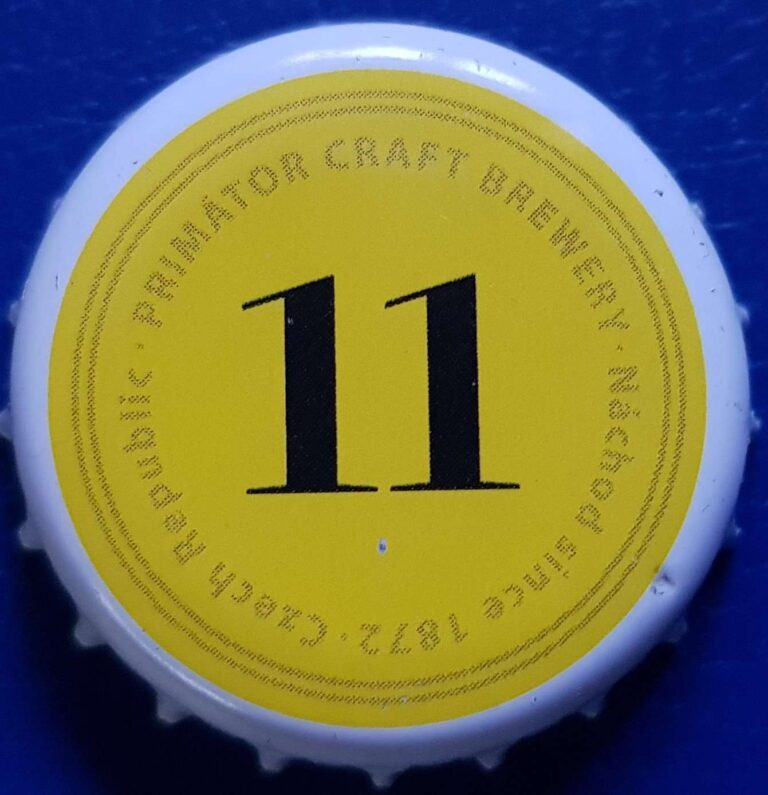 PRIMÁTOR CRAFT BREWERY · Náchod since 1872 · Czech Republic ·
11